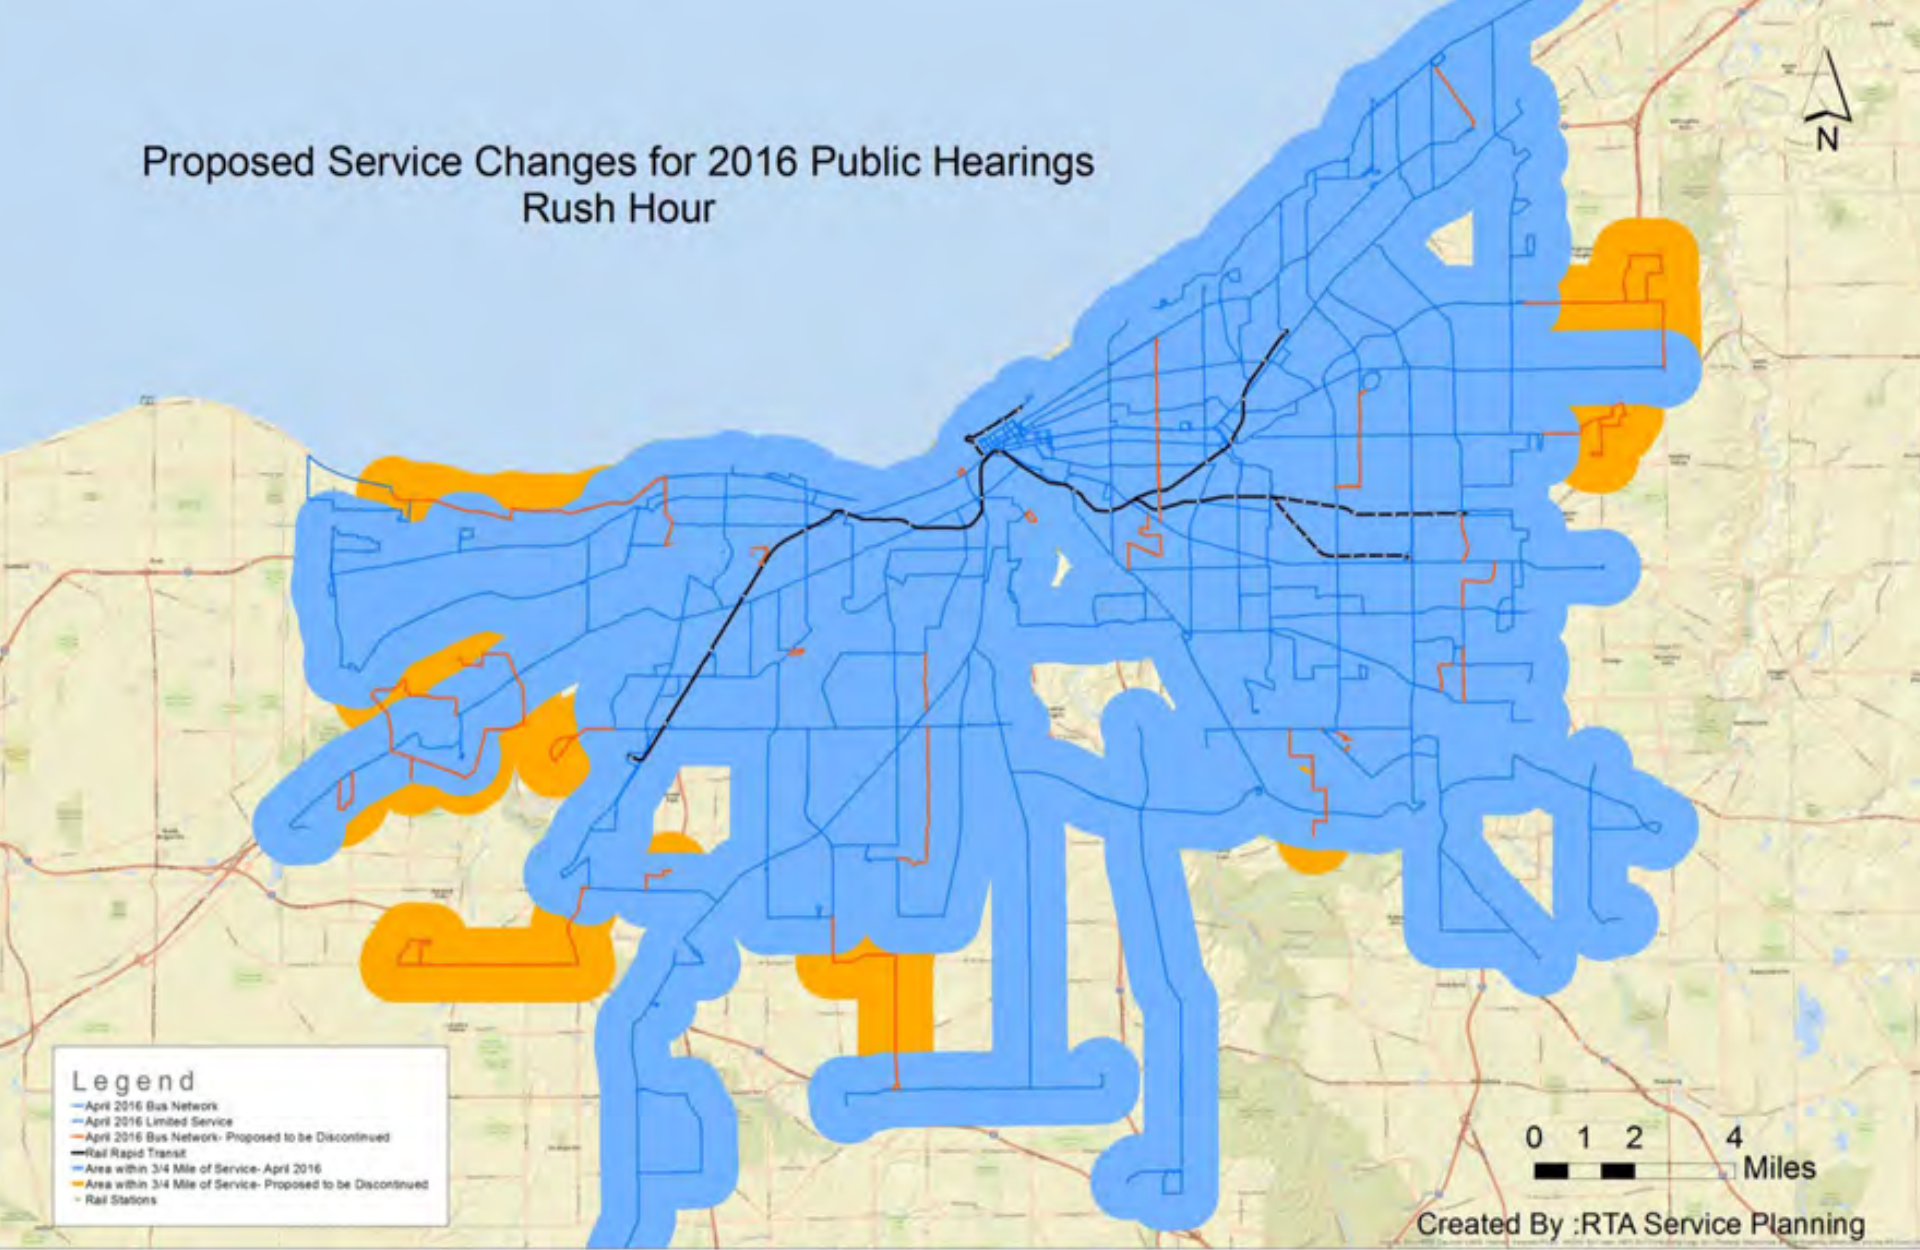 Proposed Service Changes for 2016 Public Hearings
Rush Hour
N
Legend
April 2016 Bus Network
April 2016 Limited Service
April 2016 Bus Network- Proposed to be Discontinued
Rail Rapid Transit
Area within 3/4 Mile of Service- April 2016
Area within 3/4 Mile of Service- Proposed to be Discontinued
Rail Stations
0 1 2 4
Miles
Created By :RTA Service Planning